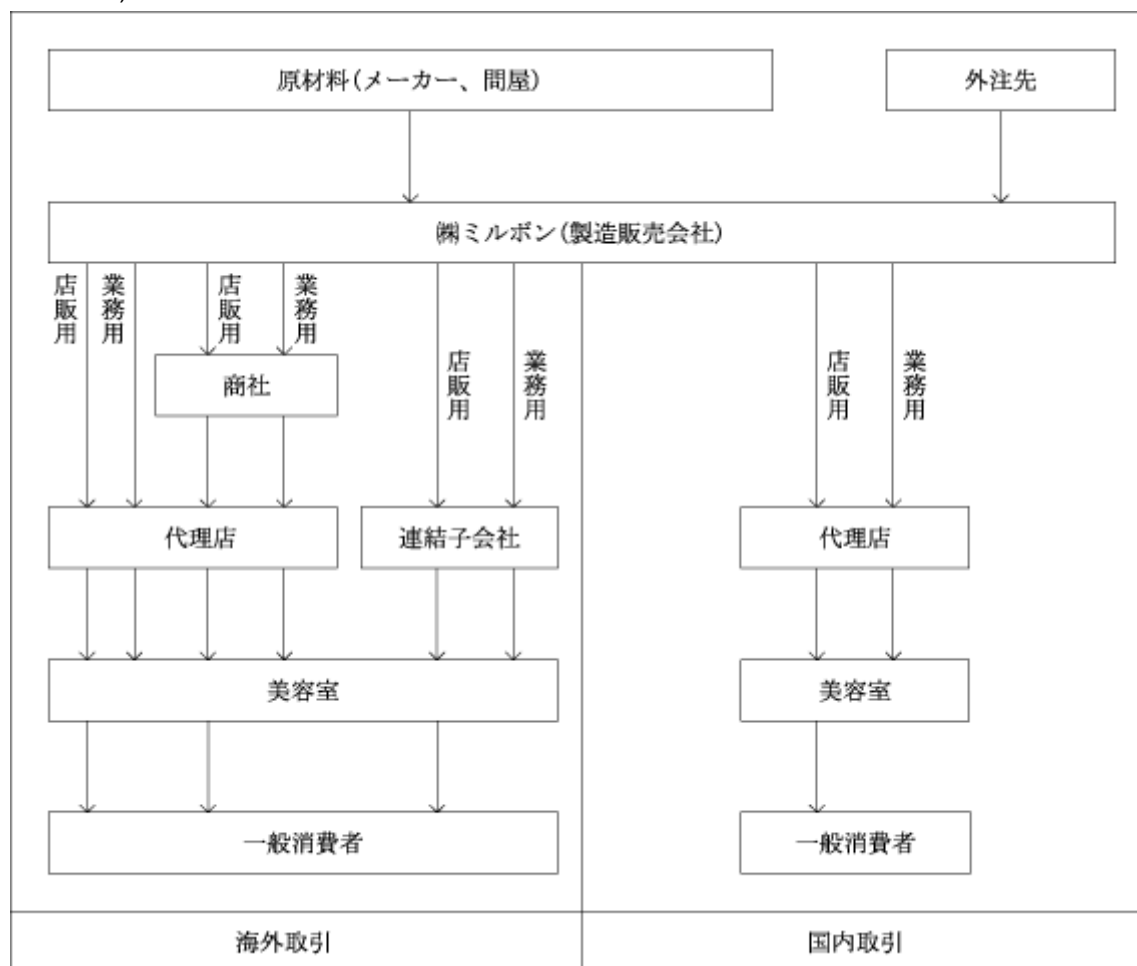 原材料(メーカー、問屋)
外注先
㈱ミルボン(製造販売会社)
店販用
業務用
店販用
業務用
店販用
業務用
店販用
業務用
商社
代理店
連結子会社
代理店
美容室
美容室
一般消費者
一般消費者
海外取引
国内取引